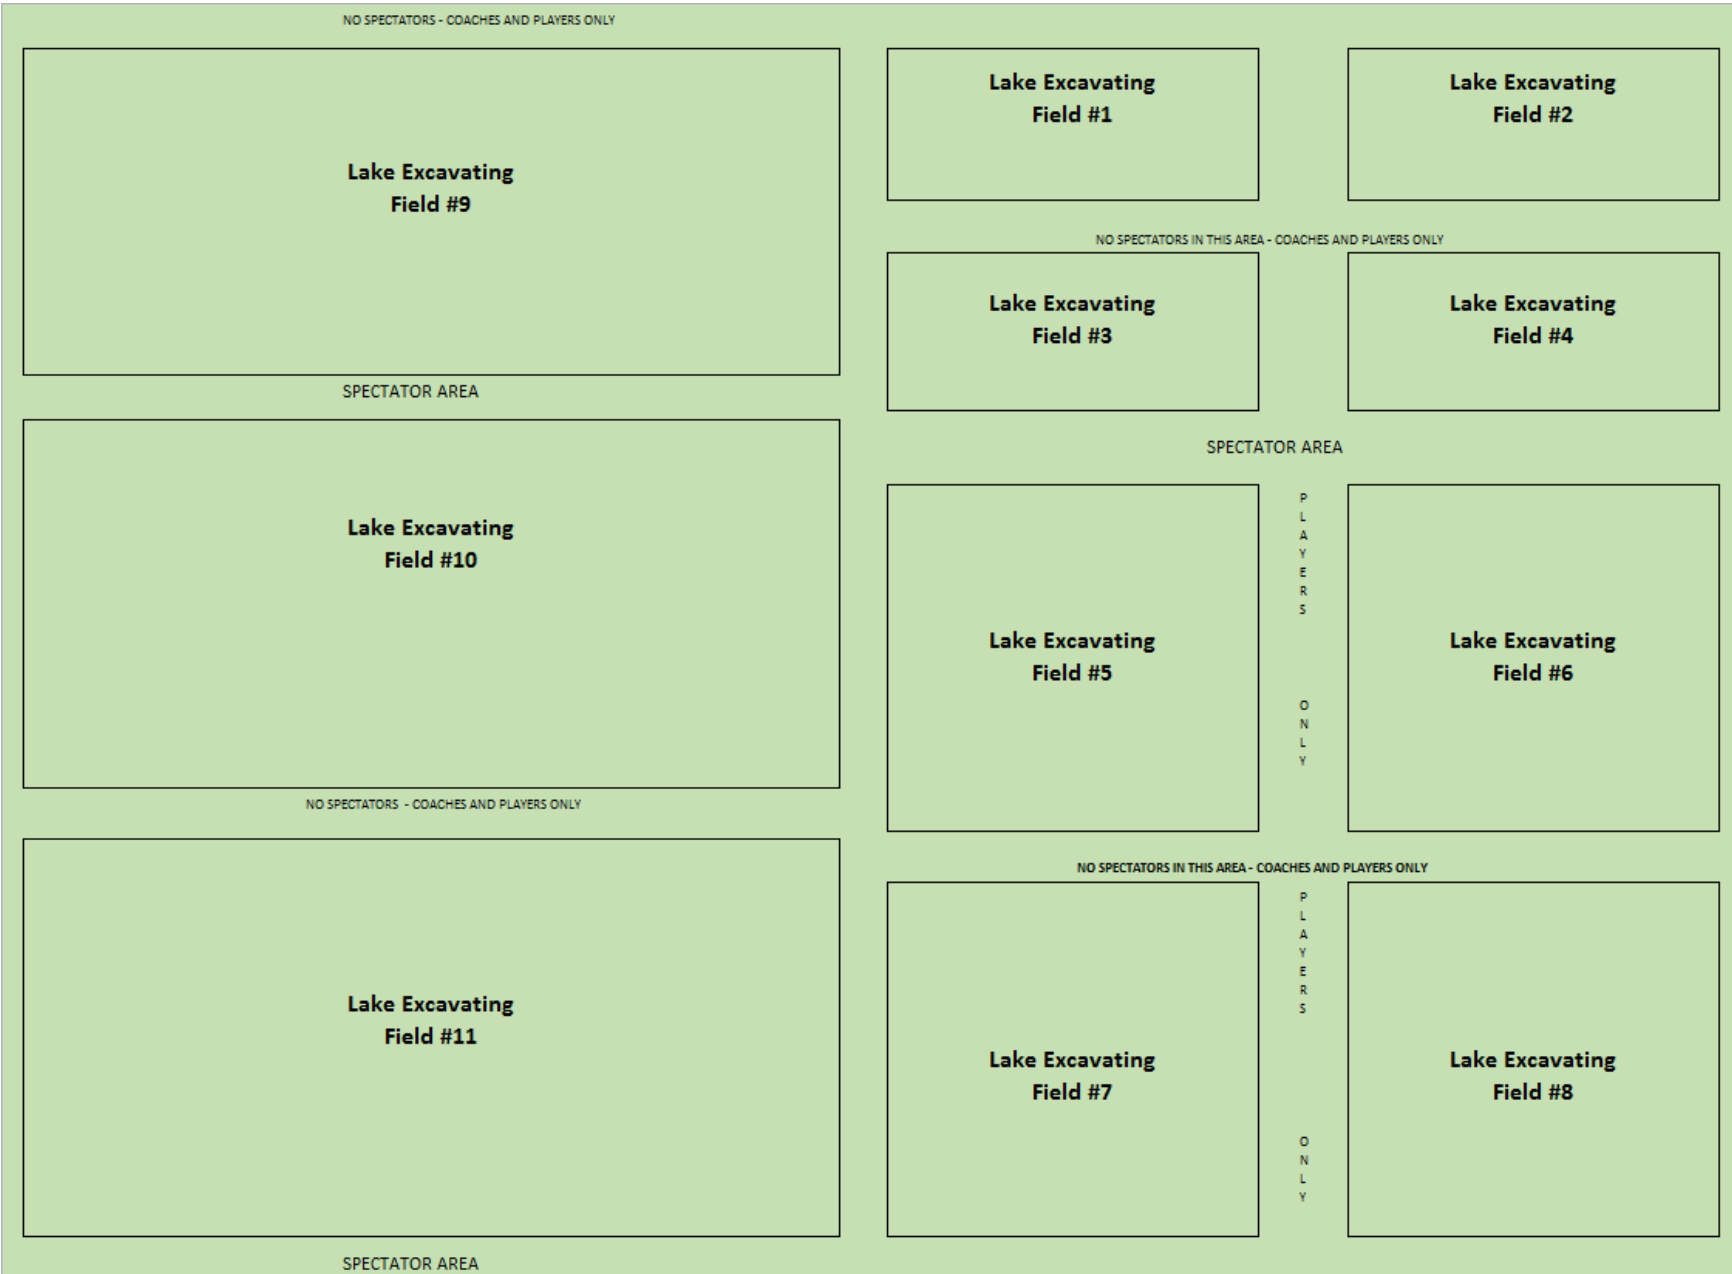 NO SPECTATORS - COACHES AND PLAYERS ONLY
Lake Excavating
Field #9
SPECTATOR AREA
Lake Excavating
Field #10
NO SPECTATORS - COACHES AND PLAYERS ONLY
Lake Excavating
Field #11
SPECTATOR AREA
Lake Excavating
Field #1
Lake Excavating
Field #2
NO SPECTATORS IN THIS AREA - COACHES AND PLAYERS ONLY
Lake Excavating
Field #3
Lake Excavating
Field #4
SPECTATOR AREA
Lake Excavating
Field #5
PLAYERS ONLY
Lake Excavating
Field #6
NO SPECTATORS IN THIS AREA - COACHES AND PLAYERS ONLY
Lake Excavating
Field #7
PLAYERS ONLY
Lake Excavating
Field #8